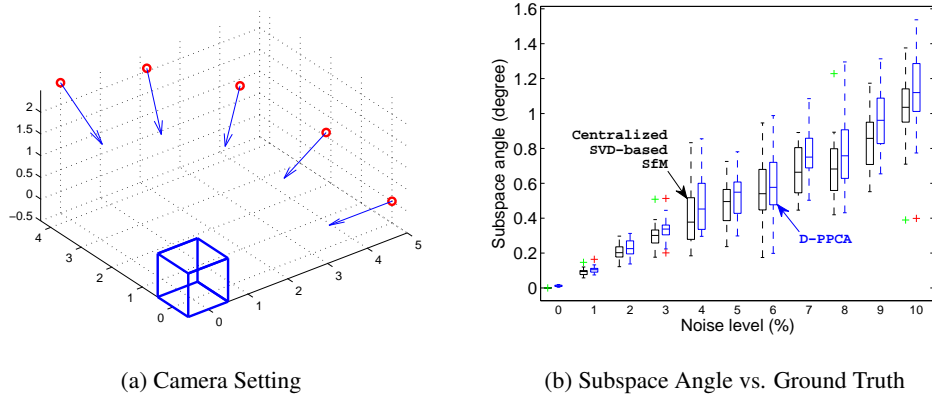 2
1.5
1
0.5
0
−0.5
4
3
2
1
0
0
1
2
3
4
5
(a) Camera Setting
1.6
1.4
1.2
1
0.8
0.6
0.4
0.2
0
Subspace angle (degree)
Centralized
SVD-based
SfM
D-PPCA
0 1 2 3 4 5 6 7 8 9 10
Noise level (%)
(b) Subspace Angle vs. Ground Truth